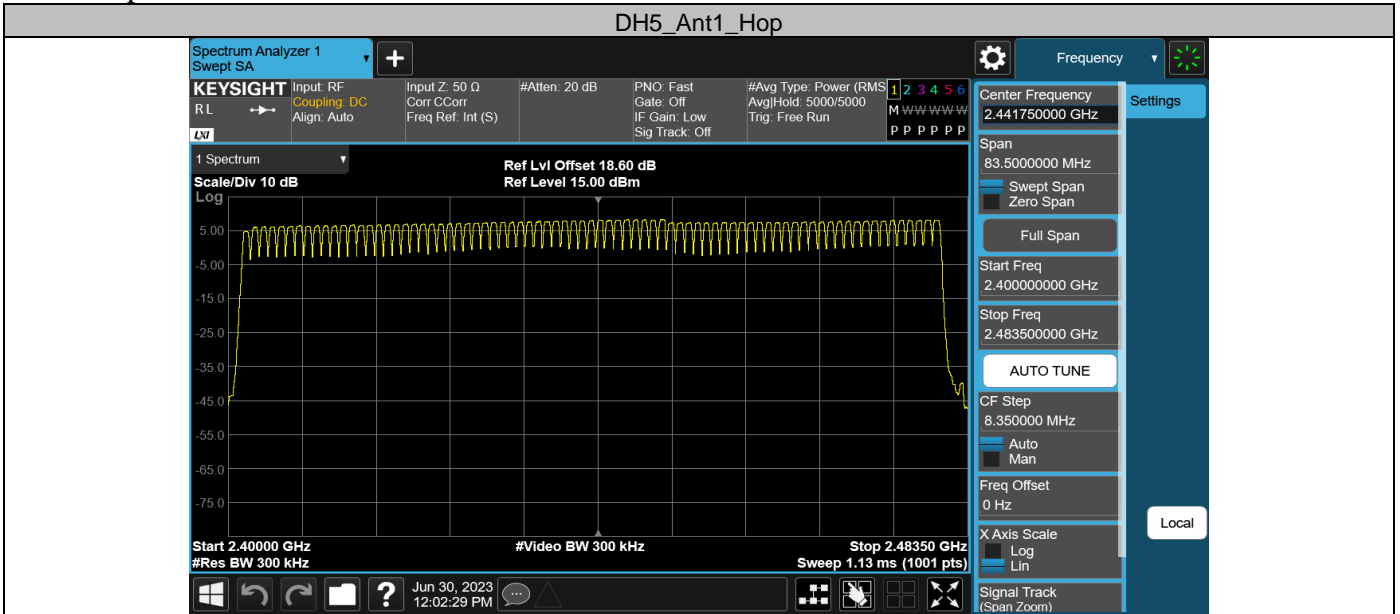 DH5_Ant1_Hop
Spectrum Analyzer 1
Swept SA
Frequency
KEYSIGHT
RL
LXI
Input: RF
Coupling: DC
Align: Auto
Input Z: 50 Ω
Corr CCorr
Freq Ref: Int (S)
#Atten: 20 dB
PNO: Fast
Gate: Off
IF Gain: Low
Sig Track: Off
#Avg Type: Power (RMS
Avg|Hold: 5000/5000
Trig: Free Run
1 2 3 4 5 6
M W W W W W
P P P P P P
1 Spectrum
Scale/Div 10 dB
Log
Ref Lvl Offset 18.60 dB
Ref Level 15.00 dBm
5.00
-5.00
-15.0
-25.0
-35.0
-45.0
-55.0
-65.0
-75.0
Start 2.40000 GHz
#Res BW 300 kHz
#Video BW 300 kHz
Stop 2.48350 GHz
Sweep 1.13 ms (1001 pts)
Center Frequency
2.441750000 GHz
Settings
Span
83.5000000 MHz
Swept Span
Zero Span
Full Span
Start Freq
2.400000000 GHz
Stop Freq
2.483500000 GHz
AUTO TUNE
CF Step
8.350000 MHz
Auto
Man
Freq Offset
0 Hz
X Axis Scale
Log
Lin
Local
Signal Track
(Span Zoom)
?
Jun 30, 2023
12:02:29 PM